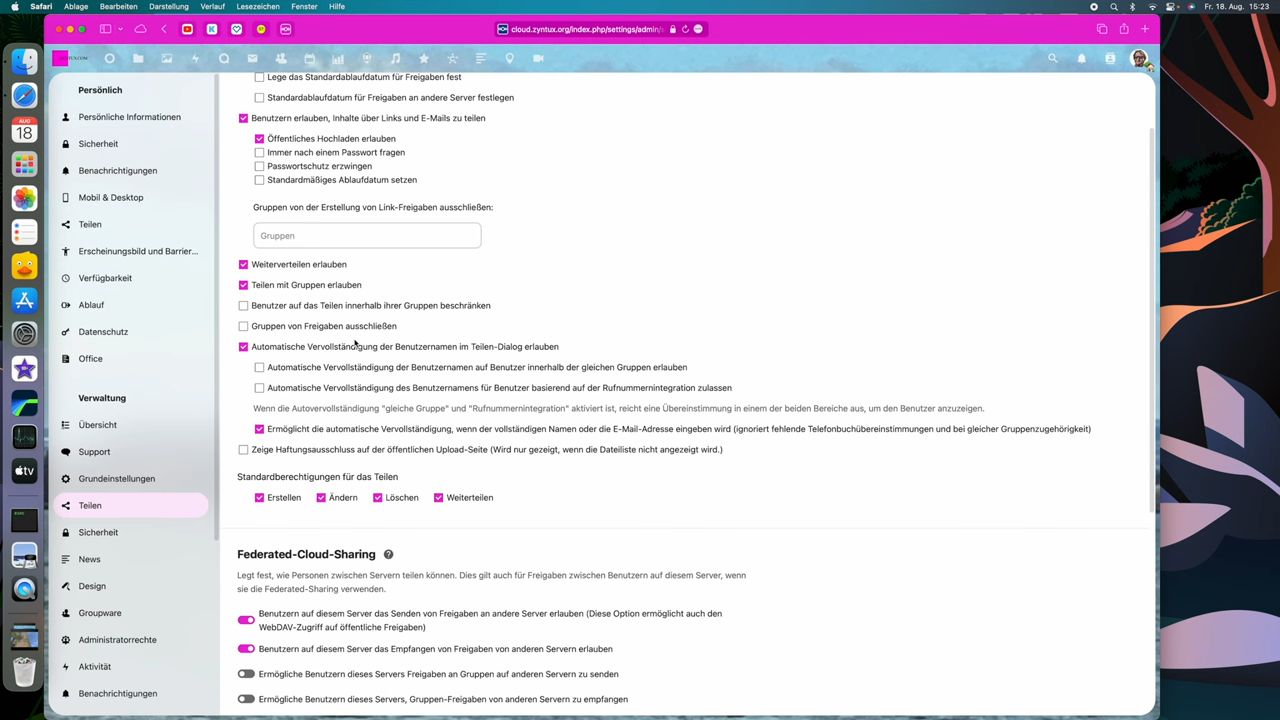 Safari Ablage Bearbeiten Darstellung Verlauf Lesezeichen Fenster Hilfe
Fr. 18. Aug. 15:23
cloud.zyntux.org/index.php/settings/admin/
Persönlich
Persönliche Informationen
Sicherheit
Benachrichtigungen
Mobil & Desktop
Teilen
Erscheinungsbild und Barrier...
Verfügbarkeit
Ablauf
Datenschutz
Office
Verwaltung
Übersicht
Support
Grundeinstellungen
Teilen
Sicherheit
News
Design
Groupware
Administratorrechte
Aktivität
Benachrichtigungen
Lege das Standardablaufdatum für Freigaben fest
Standardablaufdatum für Freigaben an andere Server festlegen
Benutzern erlauben, Inhalte über Links und E-Mails zu teilen
Öffentliches Hochladen erlauben
Immer nach einem Passwort fragen
Passwortschutz erzwingen
Standardmäßiges Ablaufdatum setzen
Gruppen von der Erstellung von Link-Freigaben ausschließen:
Gruppen
Weiterverteilen erlauben
Teilen mit Gruppen erlauben
Benutzer auf das Teilen innerhalb ihrer Gruppen beschränken
Gruppen von Freigaben ausschließen
Automatische Vervollständigung der Benutzernamen im Teilen-Dialog erlauben
Automatische Vervollständigung der Benutzernamen auf Benutzer innerhalb der gleichen Gruppen erlauben
Automatische Vervollständigung des Benutzernamens für Benutzer basierend auf der Rufnummernintegration zulassen
Wenn die Autovervollständigung "gleiche Gruppe" und "Rufnummernintegration" aktiviert ist, reicht eine Übereinstimmung in einem der beiden Bereiche aus, um den Benutzer anzuzeigen.
Ermöglicht die automatische Vervollständigung, wenn der vollständigen Namen oder die E-Mail-Adresse eingeben wird (ignoriert fehlende Telefonbuchübereinstimmungen und bei gleicher Gruppenzugehörigkeit)
Zeige Haftungsausschluss auf der öffentlichen Upload-Seite (Wird nur gezeigt, wenn die Dateiliste nicht angezeigt wird.)
Standardberechtigungen für das Teilen
Erstellen Ändern Löschen Weiterteilen
Federated-Cloud-Sharing
Legt fest, wie Personen zwischen Servern teilen können. Dies gilt auch für Freigaben zwischen Benutzern auf diesem Server, wenn
sie die Federated-Sharing verwenden.
Benutzern auf diesem Server das Senden von Freigaben an andere Server erlauben (Diese Option ermöglicht auch den
WebDAV-Zugriff auf öffentliche Freigaben)
Benutzern auf diesem Server das Empfangen von Freigaben von anderen Servern erlauben
Ermögliche Benutzern dieses Servers Freigaben an Gruppen auf anderen Servern zu senden
Ermögliche Benutzern dieses Servers, Gruppen-Freigaben von anderen Servern zu empfangen
AUG
18
tv